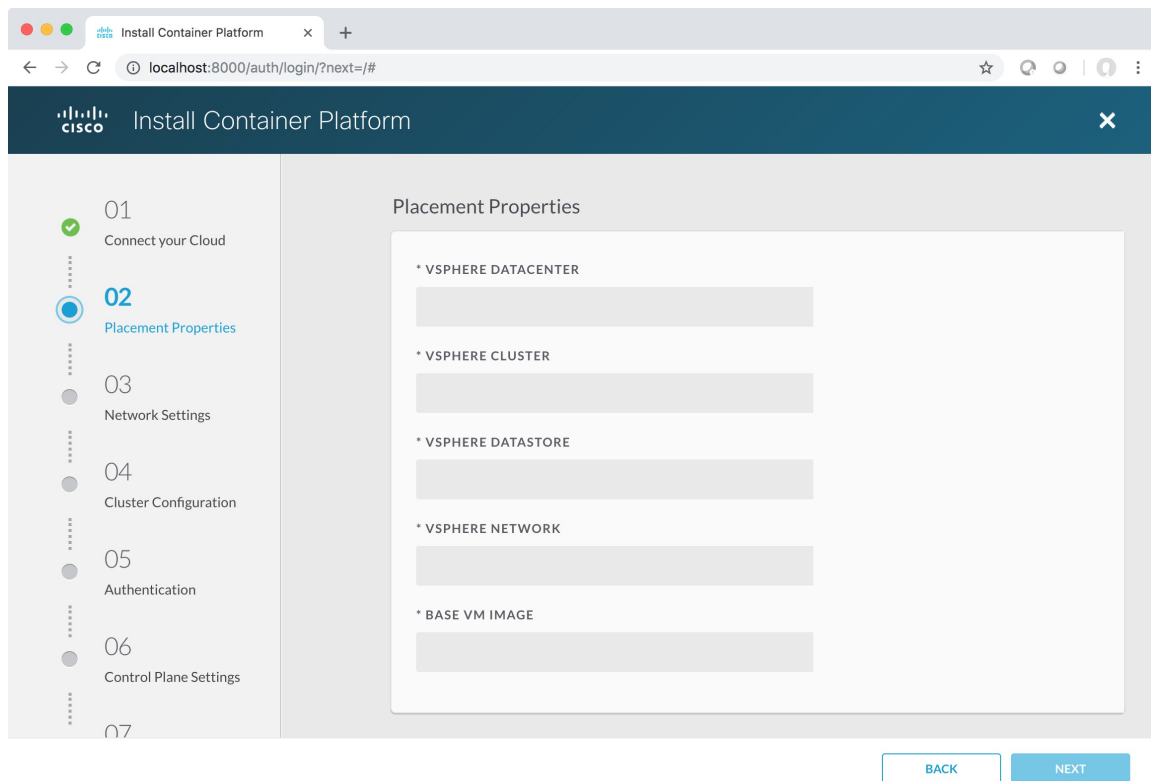 Install Container Platform
localhost:8000/auth/login/?next=/#
CISCO Install Container Platform
01
Connect your Cloud
02
Placement Properties
03
Network Settings
04
Cluster Configuration
05
Authentication
06
Control Plane Settings
07
Placement Properties
* VSPHERE DATACENTER
* VSPHERE CLUSTER
* VSPHERE DATASTORE
* VSPHERE NETWORK
* BASE VM IMAGE
BACK NEXT